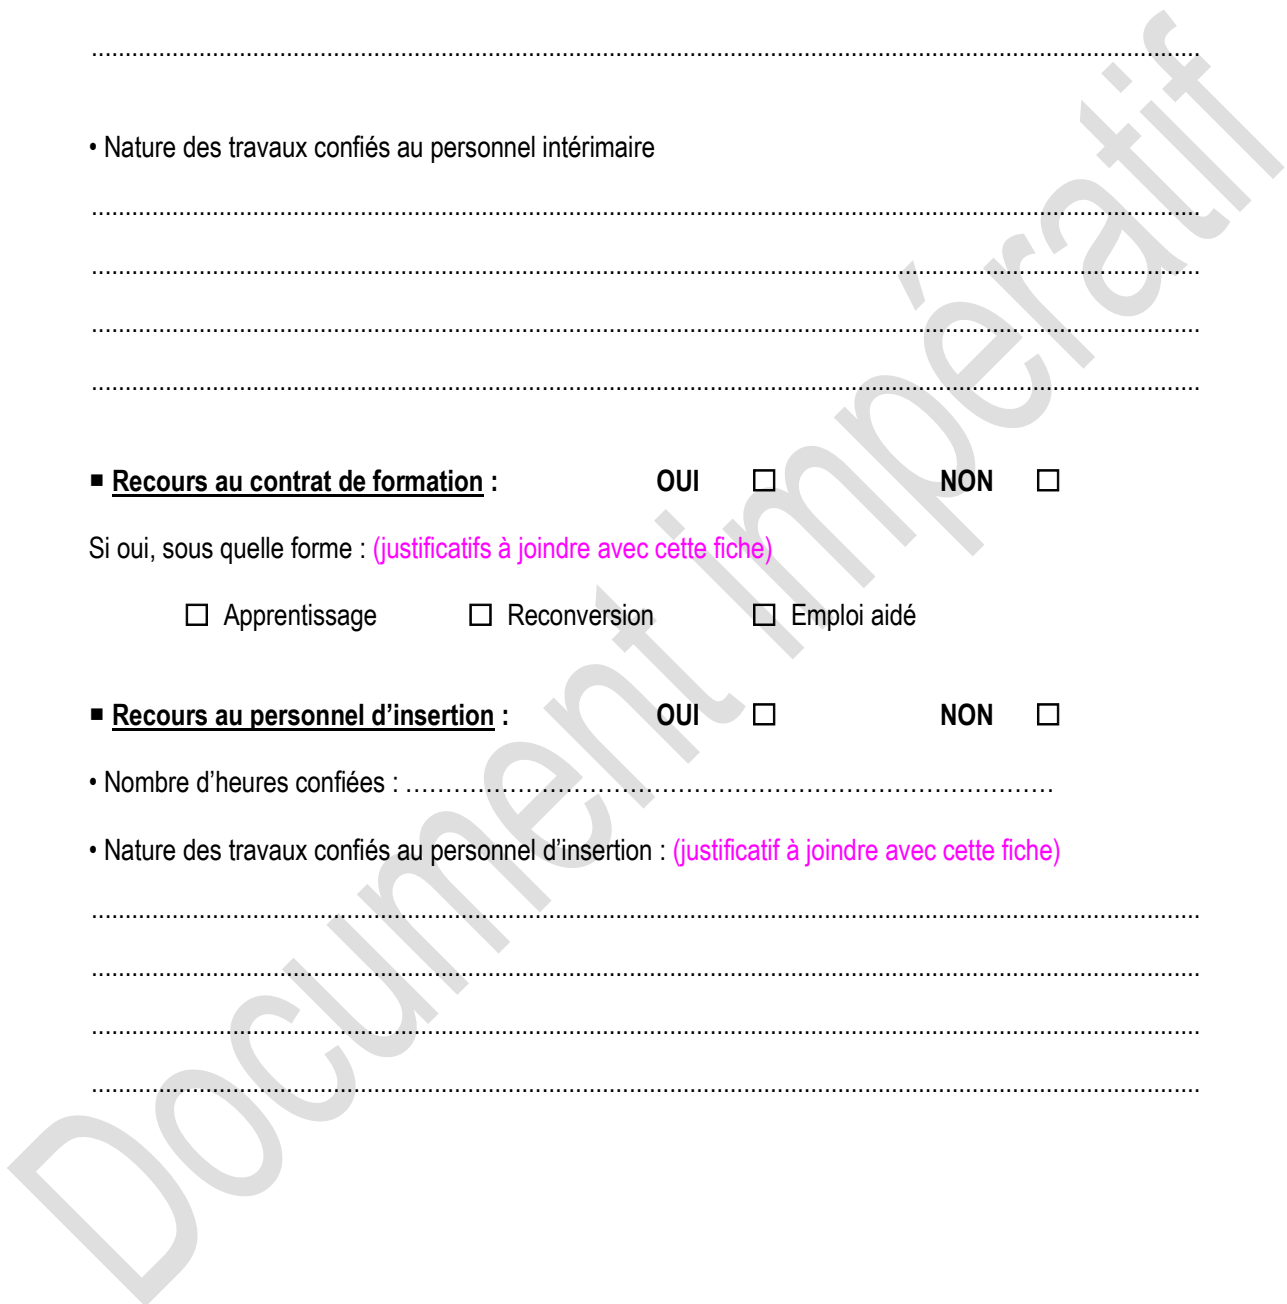 ................................................................................................................................................................
• Nature des travaux confiés au personnel intérimaire
................................................................................................................................................................
................................................................................................................................................................
................................................................................................................................................................
................................................................................................................................................................
▪ Recours au contrat de formation : OUI ☐ NON ☐
Si oui, sous quelle forme : (justificatifs à joindre avec cette fiche)
☐ Apprentissage ☐ Reconversion ☐ Emploi aidé
▪ Recours au personnel d’insertion : OUI ☐ NON ☐
• Nombre d’heures confiées : ……………………………………………………………………
• Nature des travaux confiés au personnel d’insertion : (justificatif à joindre avec cette fiche)
................................................................................................................................................................
................................................................................................................................................................
................................................................................................................................................................
................................................................................................................................................................
Document impératif